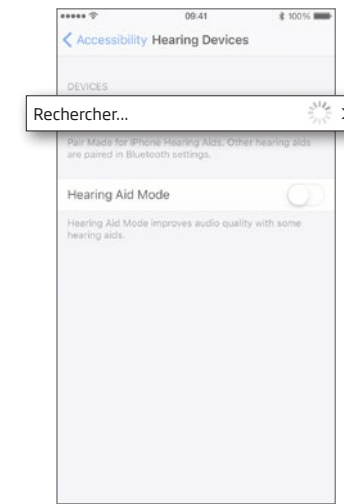 09:41
100%
Accessibility Hearing Devices
DEVICES
Rechercher...
Pair Made for iPhone Hearing Aids. Other hearing aids
are paired in Bluetooth settings.
Hearing Aid Mode
Hearing Aid Mode improves audio quality with some
hearing aids.